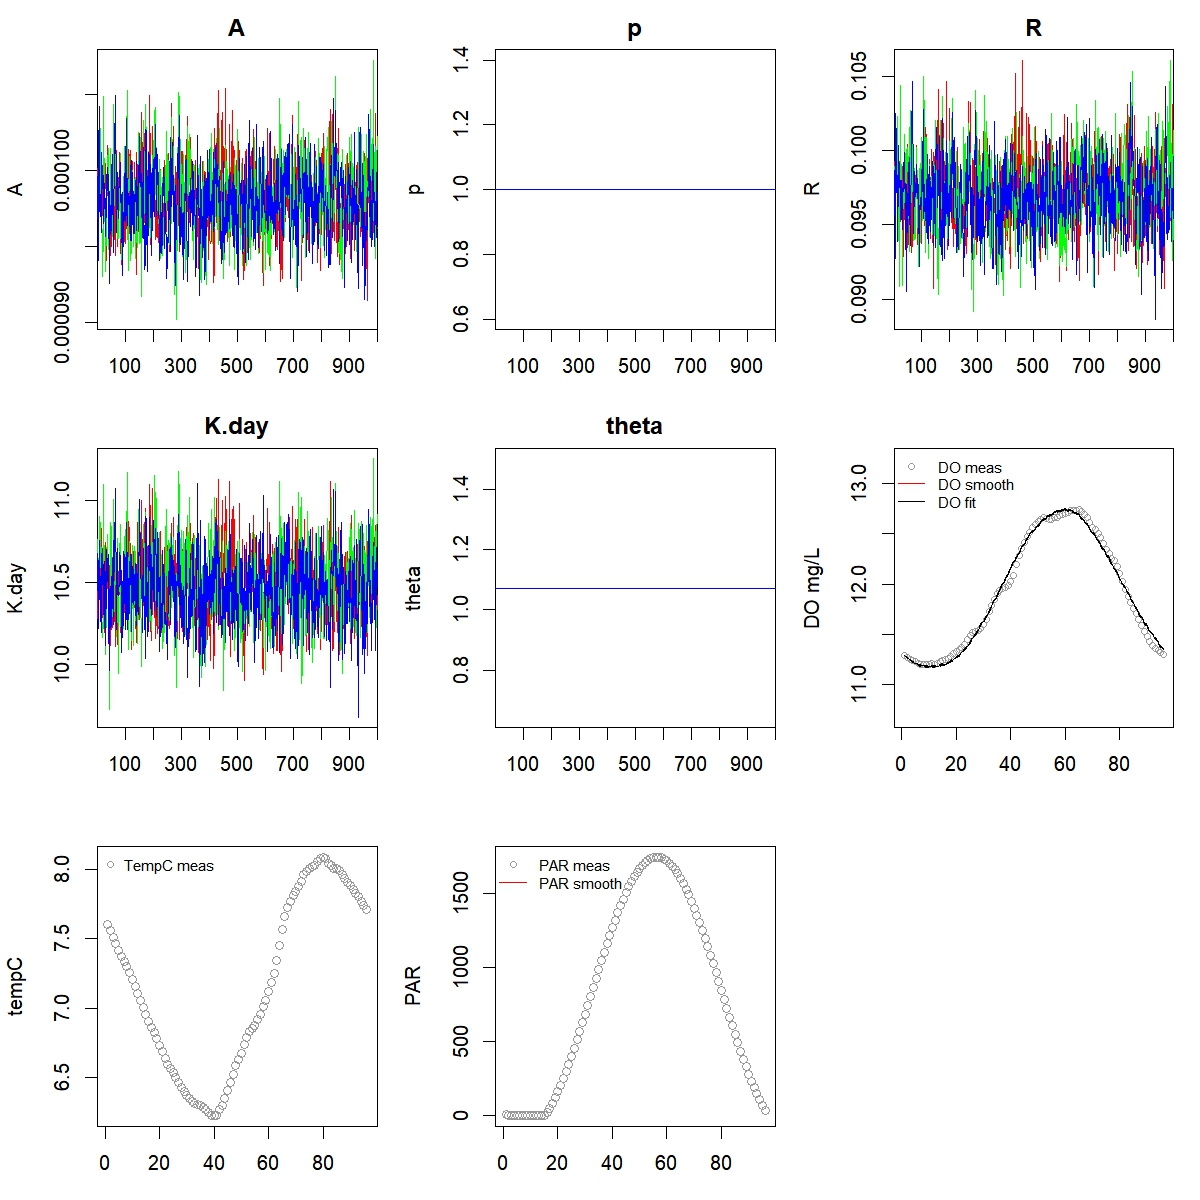 A
A
0.000090
0.000100
100 300 500 700 900
p
p
0.6 0.8 1.0 1.2 1.4
100 300 500 700 900
R
R
0.090 0.095 0.100 0.105
100 300 500 700 900
K.day
K.day
10.0 10.5 11.0
100 300 500 700 900
theta
theta
0.8 1.0 1.2 1.4
100 300 500 700 900
DO mg/L
11.0 12.0 13.0
DO meas
DO smooth
DO fit
0 20 40 60 80
tempC
6.5 7.0 7.5 8.0
TempC meas
0 20 40 60 80
PAR
0 500 1000 1500
PAR meas
PAR smooth
0 20 40 60 80